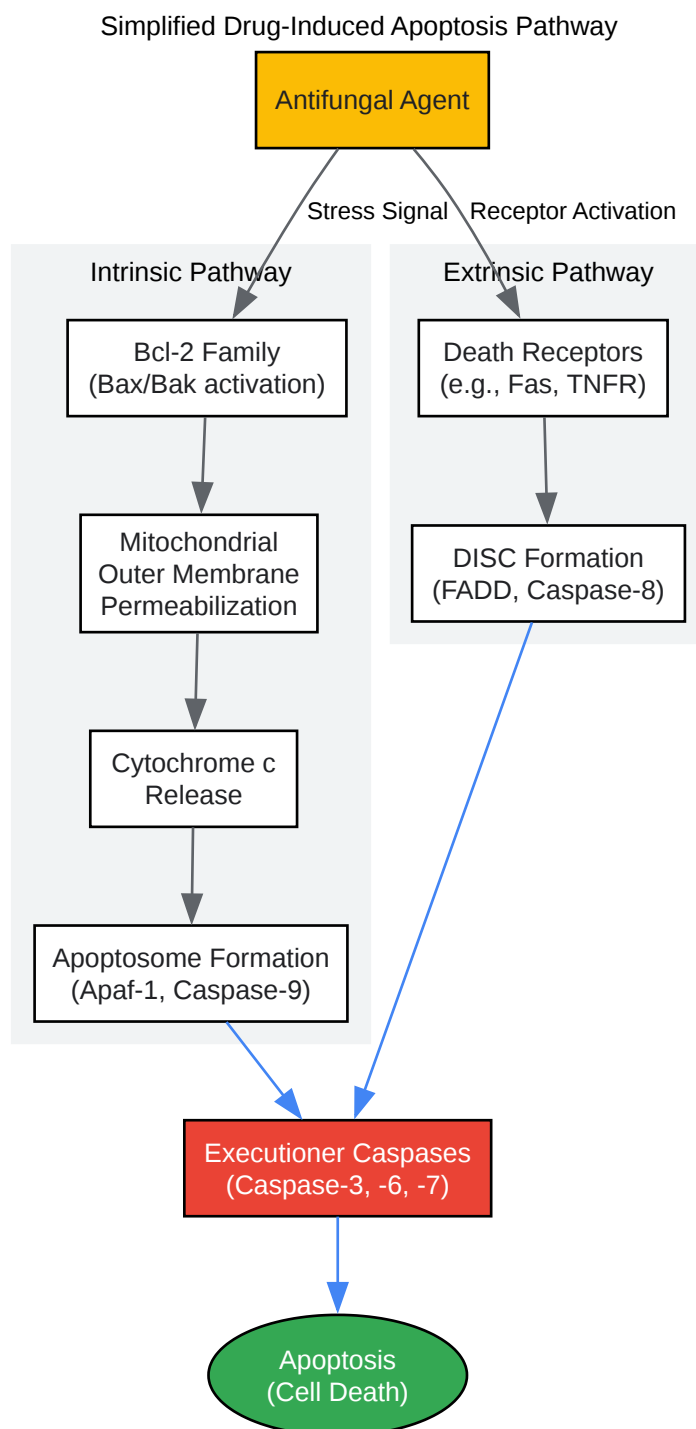 Simplified Drug-Induced Apoptosis Pathway
Antifungal Agent
Stress Signal
Receptor Activation
Intrinsic Pathway
Extrinsic Pathway
Bcl-2 Family
(Bax/Bak activation)
Death Receptors
(e.g., Fas, TNFR)
Mitochondrial
Outer Membrane
Permeabilization
DISC Formation
(FADD, Caspase-8)
Cytochrome c
Release
Apoptosome Formation
(Apaf-1, Caspase-9)
Executioner Caspases
(Caspase-3, -6, -7)
Apoptosis
(Cell Death)